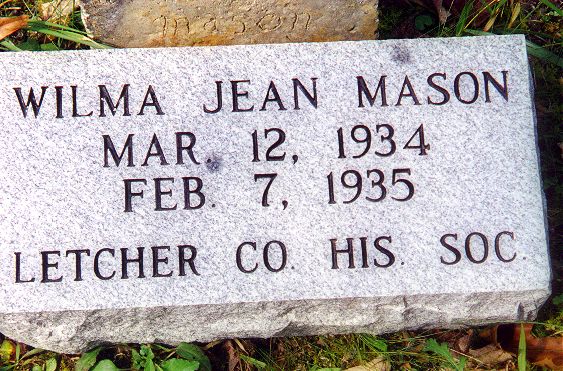 mason
WILMA JEAN MASON
MAR. 12, 1934
FEB. 7, 1935
LETCHER CO. HIS. SOC.